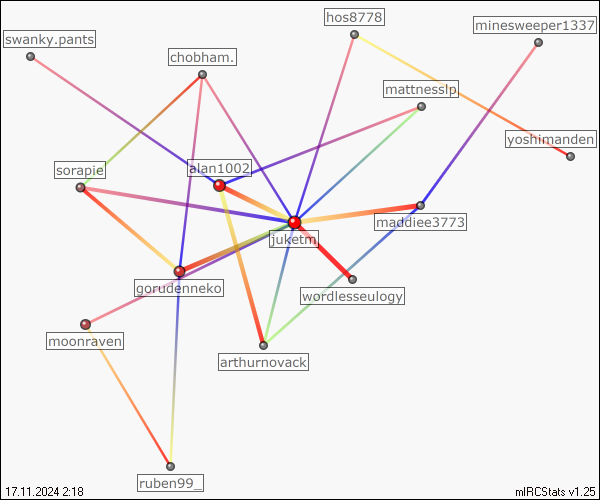 hos8778
minesweeper1337
swanky.pants
chobham.
mattnesslp
yoshimanden
sorapie
alan1002
maddiee3773
juketm
gorudenneko
wordlesseulogy
moonraven
arthurnovack
ruben99_
17.11.2024 2:18
mIRCStats v1.25